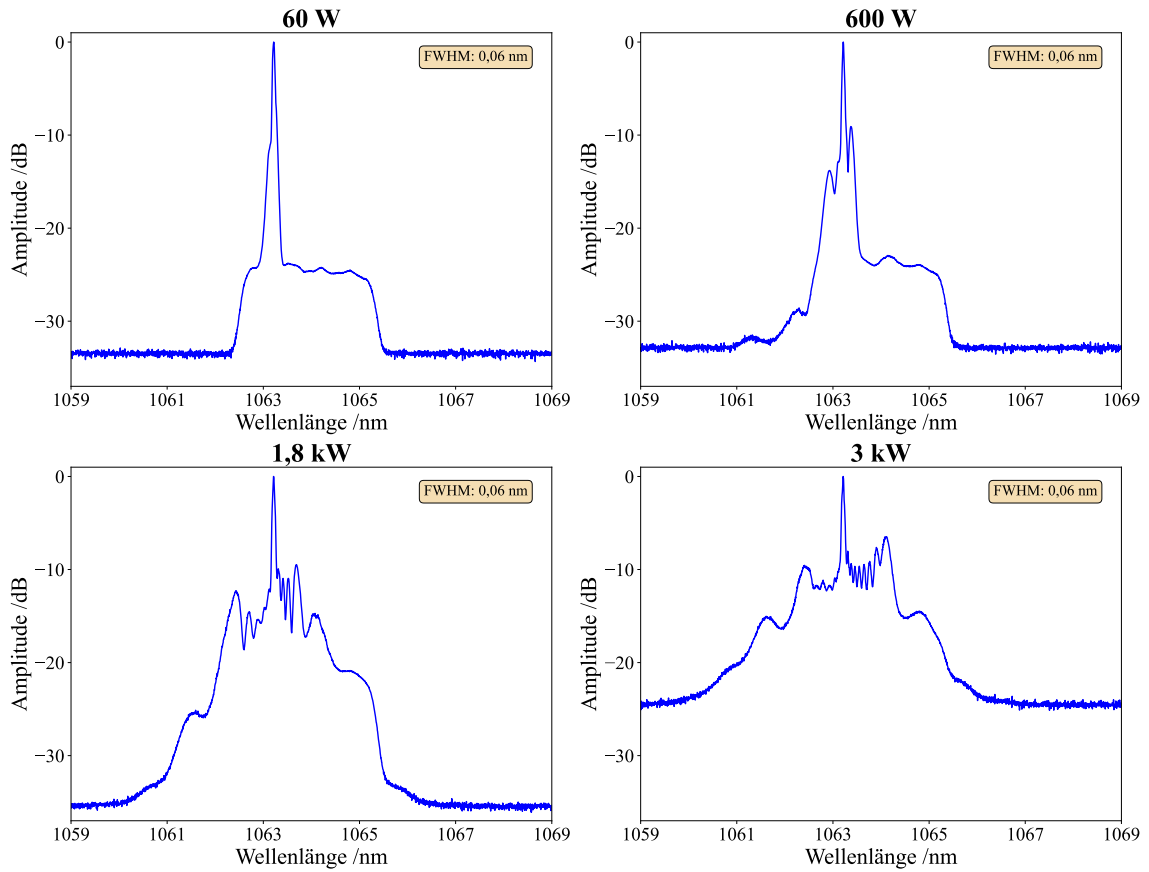 60 W
FWHM: 0,06 nm
Amplitude /dB
0
−10
−20
−30
1059 1061 1063 1065 1067 1069
Wellenlänge /nm
600 W
FWHM: 0,06 nm
Amplitude /dB
0
−10
−20
−30
1059 1061 1063 1065 1067 1069
Wellenlänge /nm
1,8 kW
FWHM: 0,06 nm
Amplitude /dB
0
−10
−20
−30
1059 1061 1063 1065 1067 1069
Wellenlänge /nm
3 kW
FWHM: 0,06 nm
Amplitude /dB
0
−10
−20
−30
1059 1061 1063 1065 1067 1069
Wellenlänge /nm